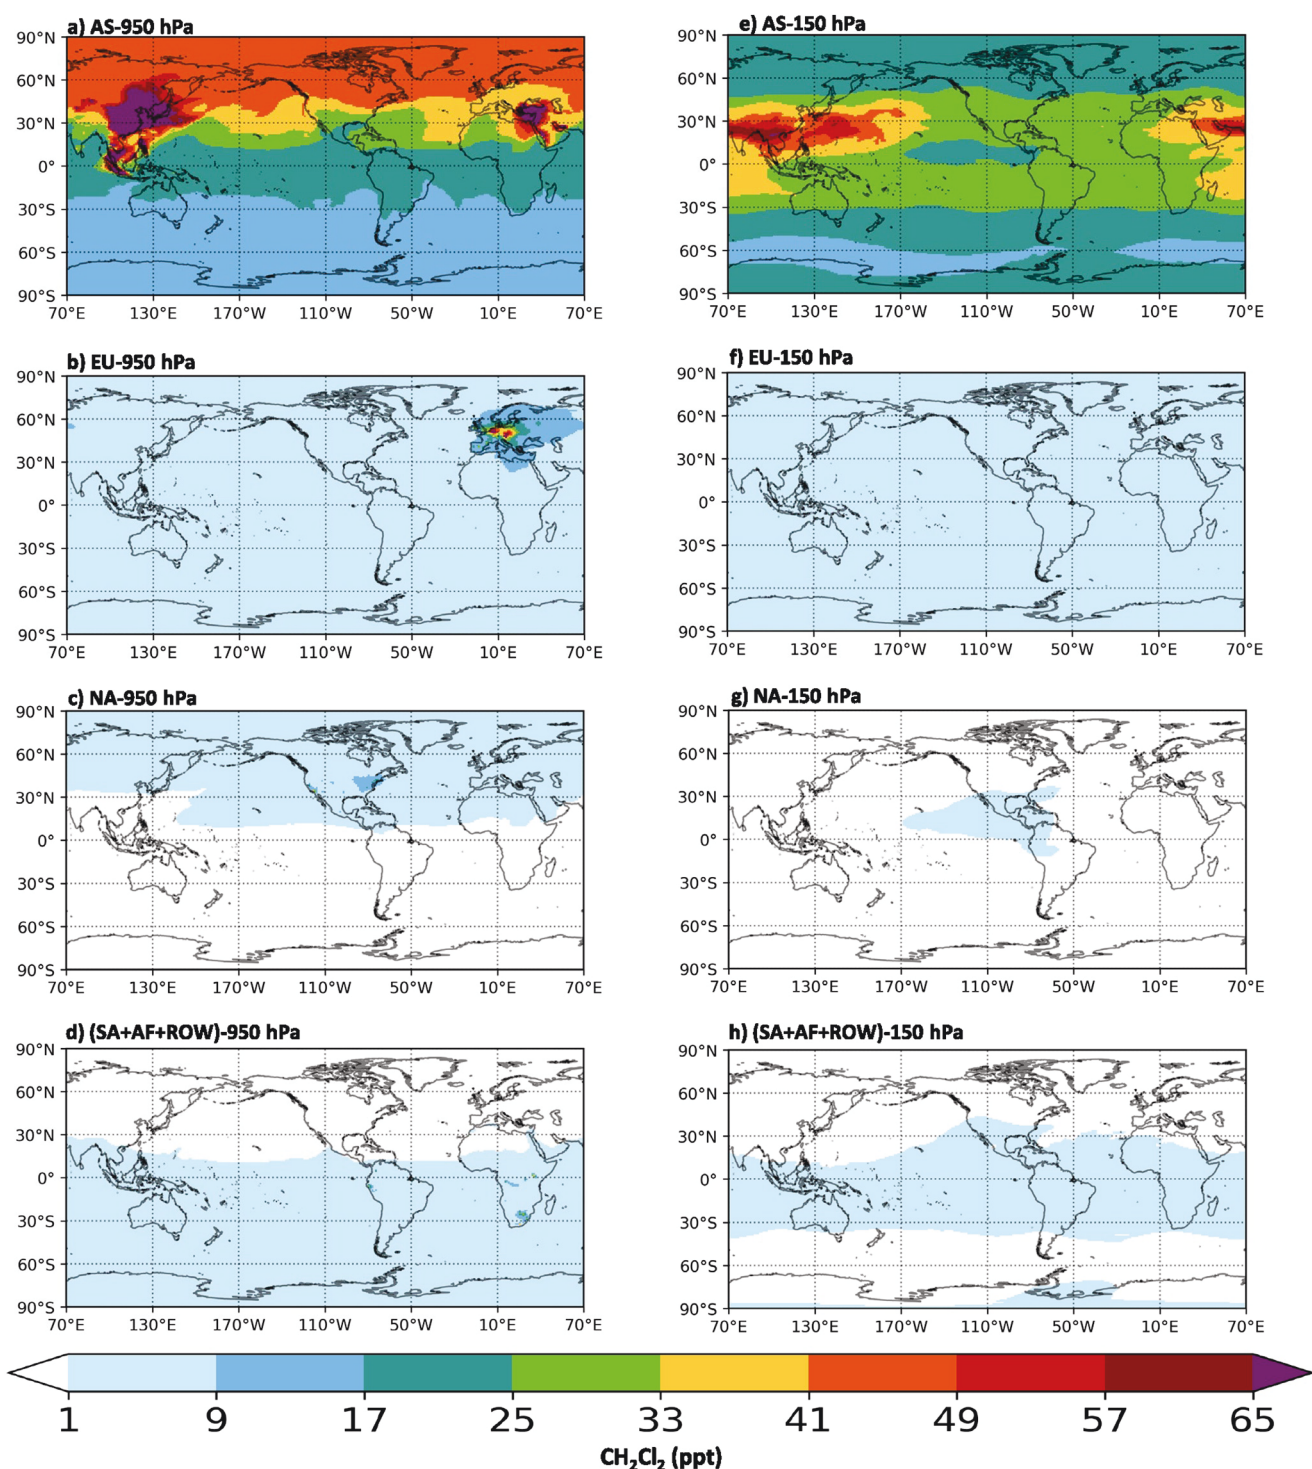 a) AS-950 hPa
90°N
60°N
30°N
0°
30°S
60°S
90°S
70°E 130°E 170°W 110°W 50°W 10°E 70°E
e) AS-150 hPa
90°N
60°N
30°N
0°
30°S
60°S
90°S
70°E 130°E 170°W 110°W 50°W 10°E 70°E
b) EU-950 hPa
90°N
60°N
30°N
0°
30°S
60°S
90°S
70°E 130°E 170°W 110°W 50°W 10°E 70°E
f) EU-150 hPa
90°N
60°N
30°N
0°
30°S
60°S
90°S
70°E 130°E 170°W 110°W 50°W 10°E 70°E
c) NA-950 hPa
90°N
60°N
30°N
0°
30°S
60°S
90°S
70°E 130°E 170°W 110°W 50°W 10°E 70°E
g) NA-150 hPa
90°N
60°N
30°N
0°
30°S
60°S
90°S
70°E 130°E 170°W 110°W 50°W 10°E 70°E
d) (SA+AF+ROW)-950 hPa
90°N
60°N
30°N
0°
30°S
60°S
90°S
70°E 130°E 170°W 110°W 50°W 10°E 70°E
h) (SA+AF+ROW)-150 hPa
90°N
60°N
30°N
0°
30°S
60°S
90°S
70°E 130°E 170°W 110°W 50°W 10°E 70°E
1 9 17 25 33 41 49 57 65
CH₂Cl₂ (ppt)